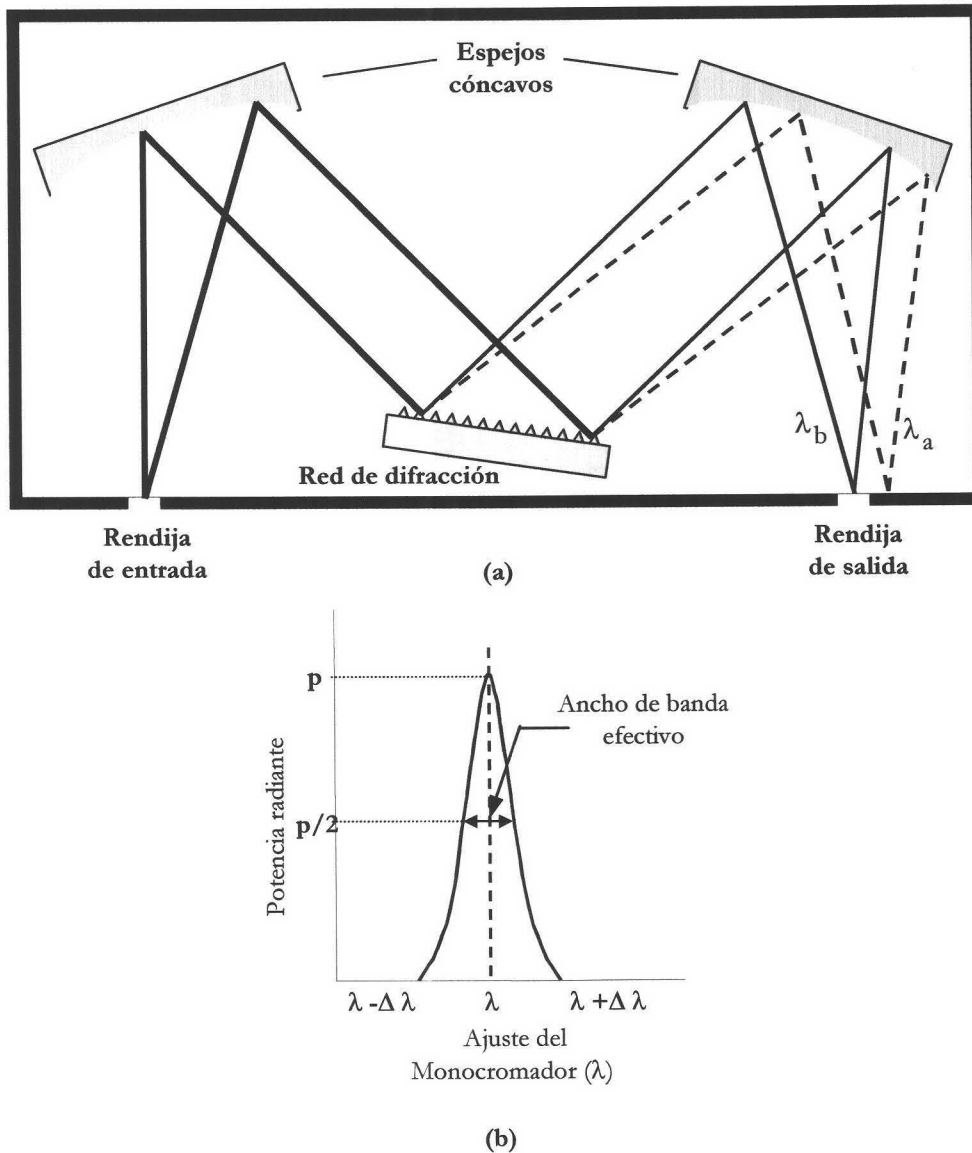 Espejos
cóncavos
λb
λa
Red de difracción
Rendija
de entrada
Rendija
de salida
(a)
p
Ancho de banda
efectivo
p/2
Potencia radiante
λ -Δ λ
λ
λ +Δ λ
Ajuste del
Monocromador (λ)
(b)